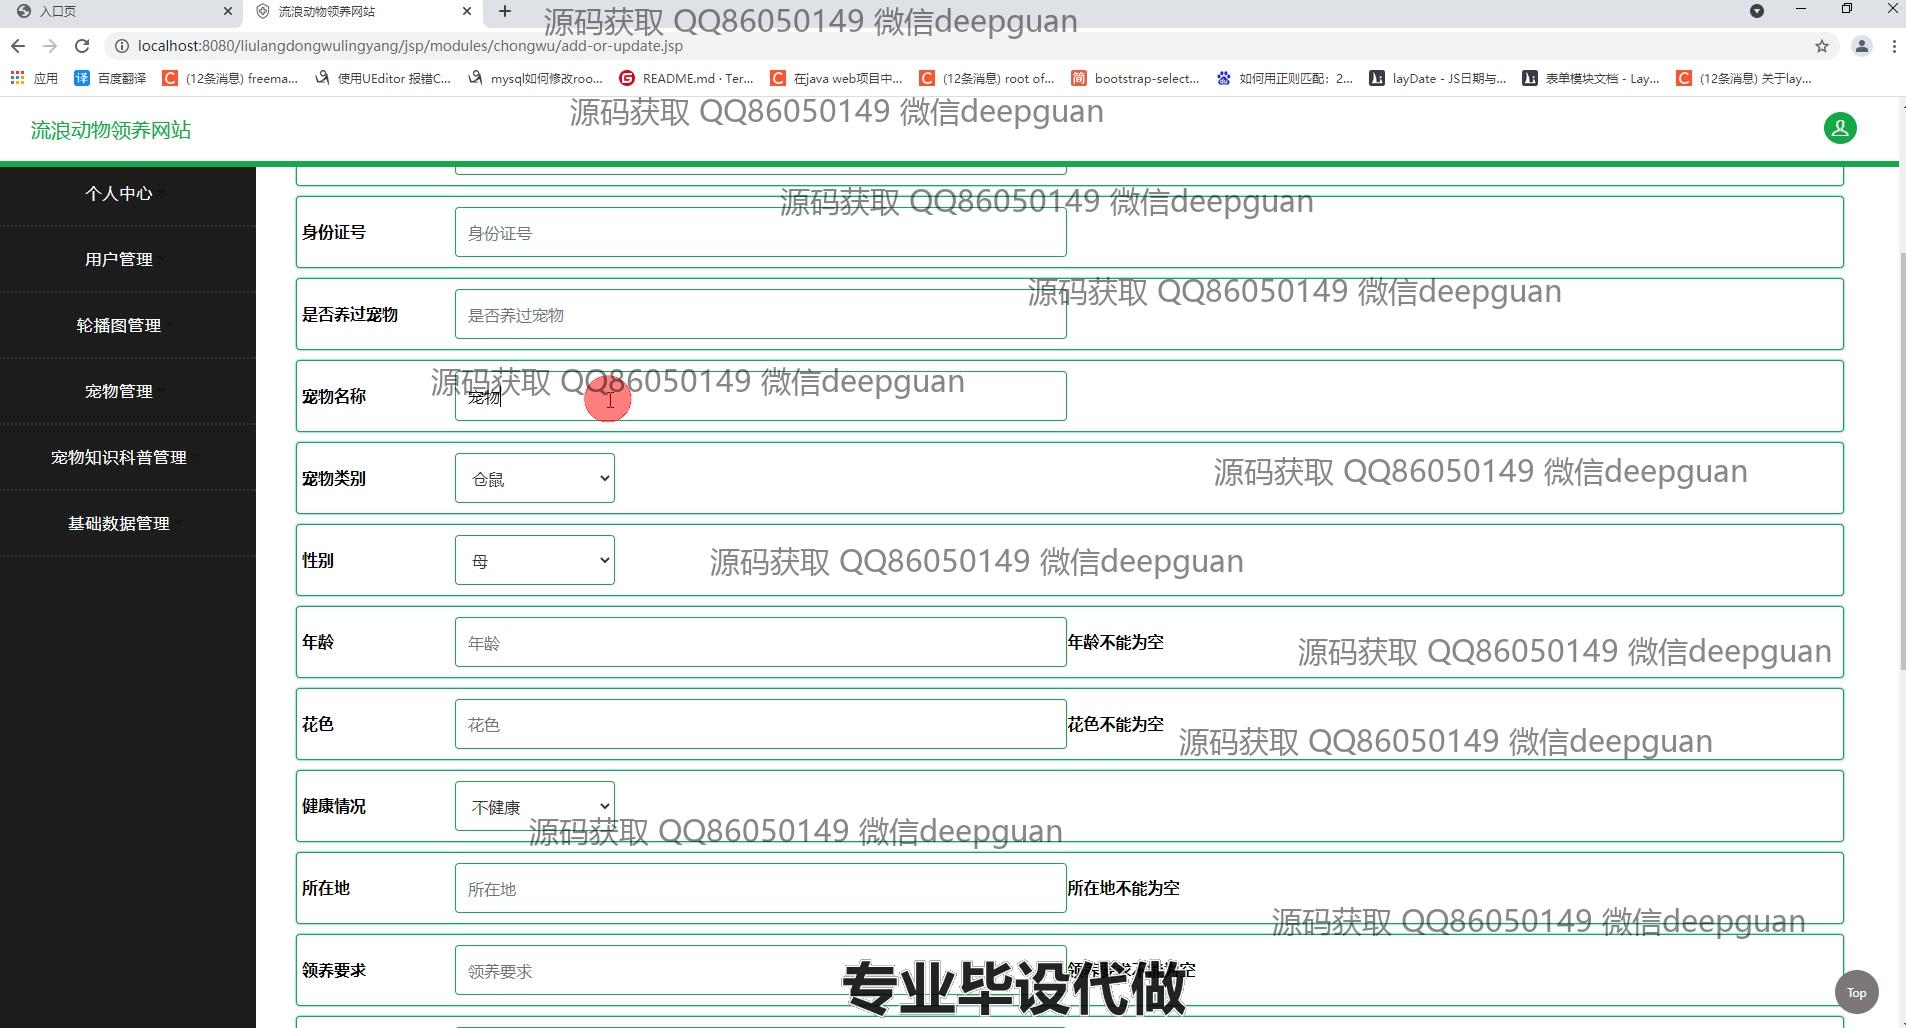 入口页
流浪动物领养网站
源码获取 QQ86050149 微信deepguan
localhost:8080/liulangdongwulingyang/jsp/modules/chongwu/add-or-update.jsp
应用
译 百度翻译
(12条消息) freema...
使用UEditor 报错C...
mysql如何修改roo...
README.md · Ter...
在java web项目中...
(12条消息) root of...
简 bootstrap-select...
如何用正则匹配：2...
layDate - JS日期与...
表单模块文档 - Lay...
(12条消息) 关于lay...
源码获取 QQ86050149 微信deepguan
流浪动物领养网站
个人中心
用户管理
轮播图管理
宠物管理
宠物知识科普管理
基础数据管理
源码获取 QQ86050149 微信deepguan
身份证号 身份证号
源码获取 QQ86050149 微信deepguan
是否养过宠物 是否养过宠物
源码获取 QQ86050149 微信deepguan
宠物名称 宠物
源码获取 QQ86050149 微信deepguan
宠物类别 仓鼠
源码获取 QQ86050149 微信deepguan
性别 母
源码获取 QQ86050149 微信deepguan
年龄 年龄 年龄不能为空
源码获取 QQ86050149 微信deepguan
花色 花色 花色不能为空
健康情况 不健康
源码获取 QQ86050149 微信deepguan
所在地 所在地 所在地不能为空
源码获取 QQ86050149 微信deepguan
领养要求 领养要求
专业毕设代做
Top